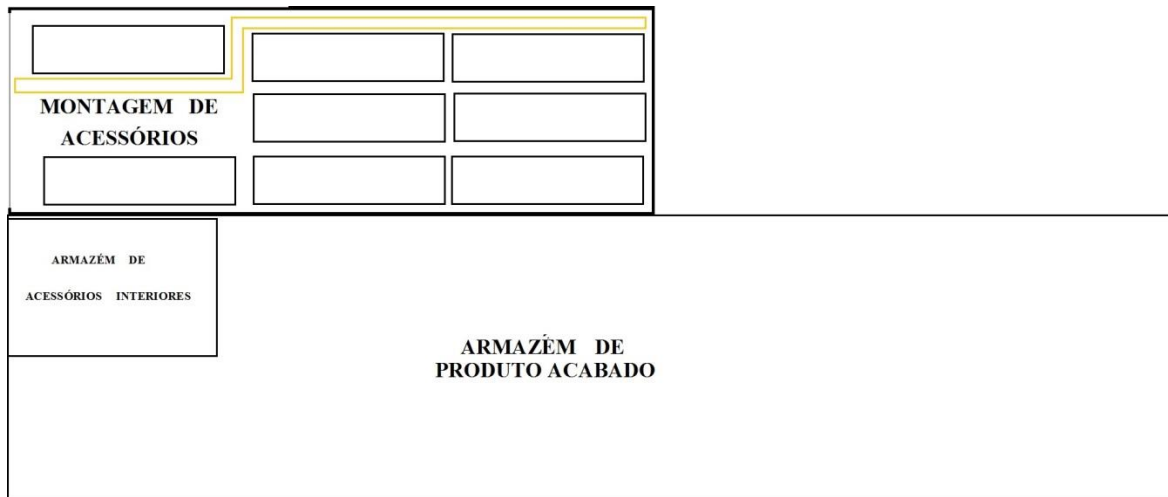 MONTAGEM DE
ACESSÓRIOS
ARMAZÉM DE
ACESSÓRIOS INTERIORES
ARMAZÉM DE
PRODUTO ACABADO